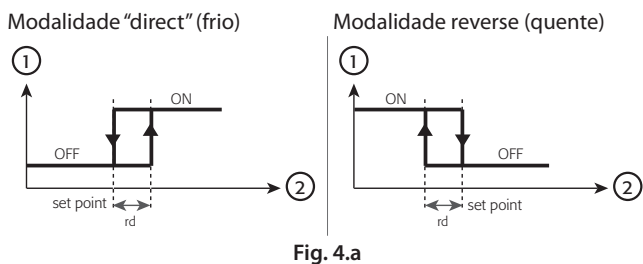 Modalidade “direct” (frio)
1
ON
OFF
2
set point
rd
Modalidade reverse (quente)
1
ON
OFF
2
set point
rd
Fig. 4.a